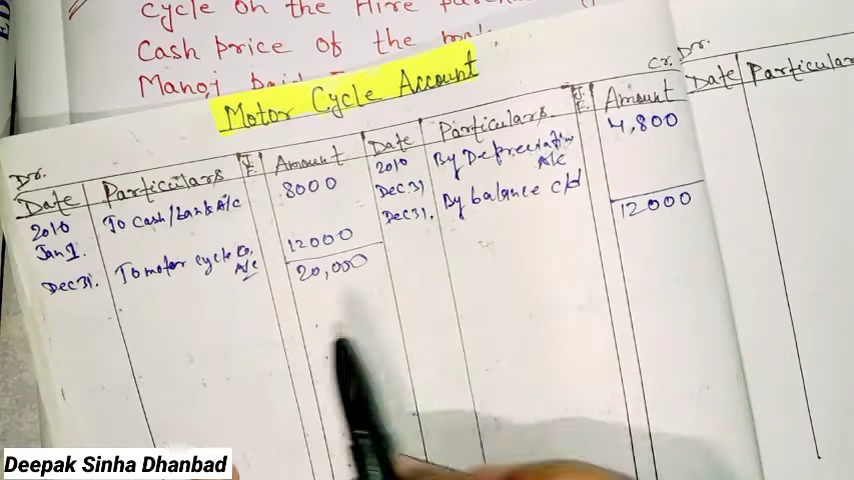 Cycle on the Hire
Cash price of the
Manoj Paid
Motor Cycle Account
Dr.
Cr.
Dr.
Date Particulars J.F. Amount Date Particulars J.F. Amount Date Particulars
2010 To Cash/bank A/c 8000 2010 By Depreciation A/c 4,800
Jan 1.
Dec 31
Dec 31. To motor cycle Co. A/c 12000 Dec 31. By balance c/d
20,000 12000
Deepak Sinha Dhanbad